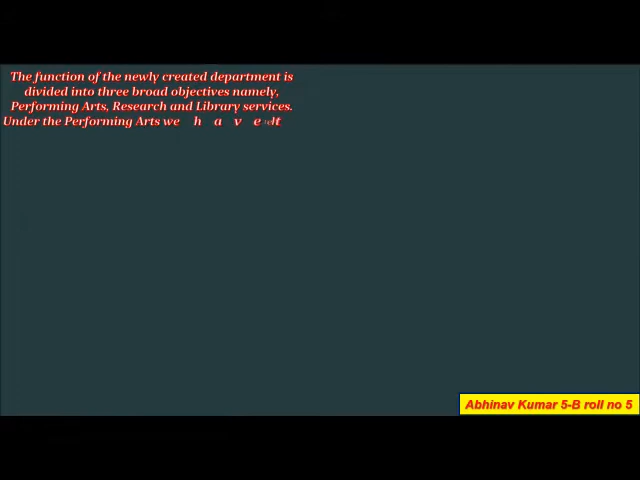 The function of the newly created department is
divided into three broad objectives namely,
Performing Arts, Research and Library services.
Under the Performing Arts we have
Abhinav Kumar 5-B roll no 5